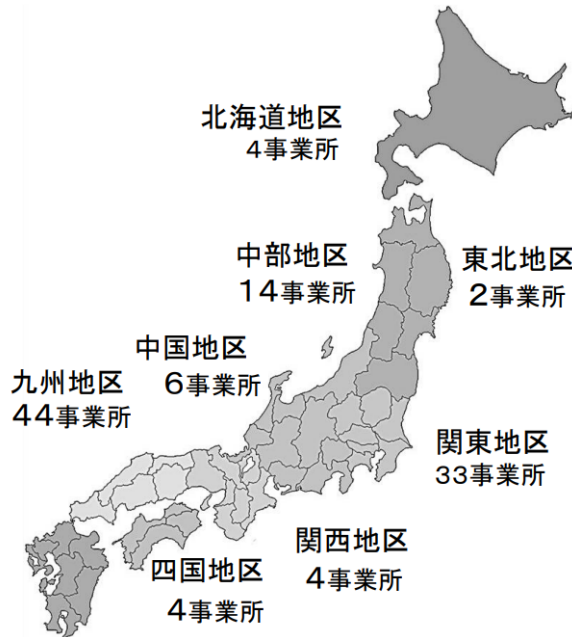 北海道地区
4事業所
中部地区
14事業所
東北地区
2事業所
中国地区
6事業所
九州地区
44事業所
関東地区
33事業所
関西地区
4事業所
四国地区
4事業所